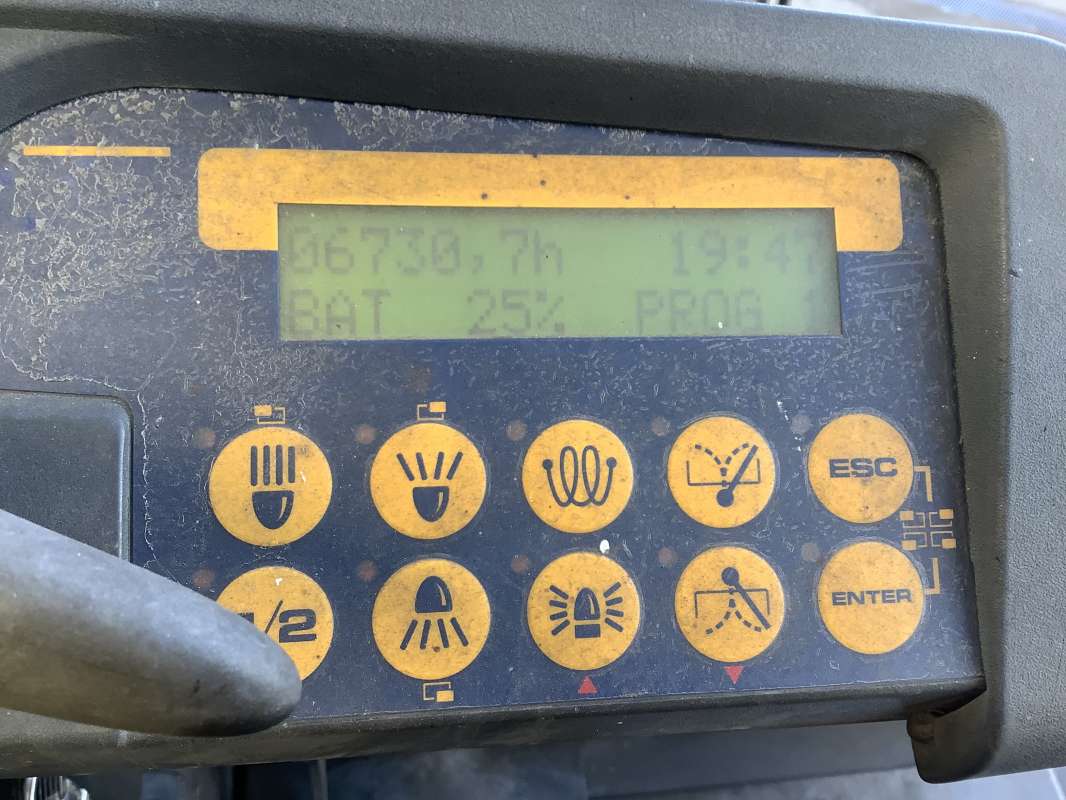 06730,7h 19:47
BAT 25% PROG 1
ESC
1/2
ENTER